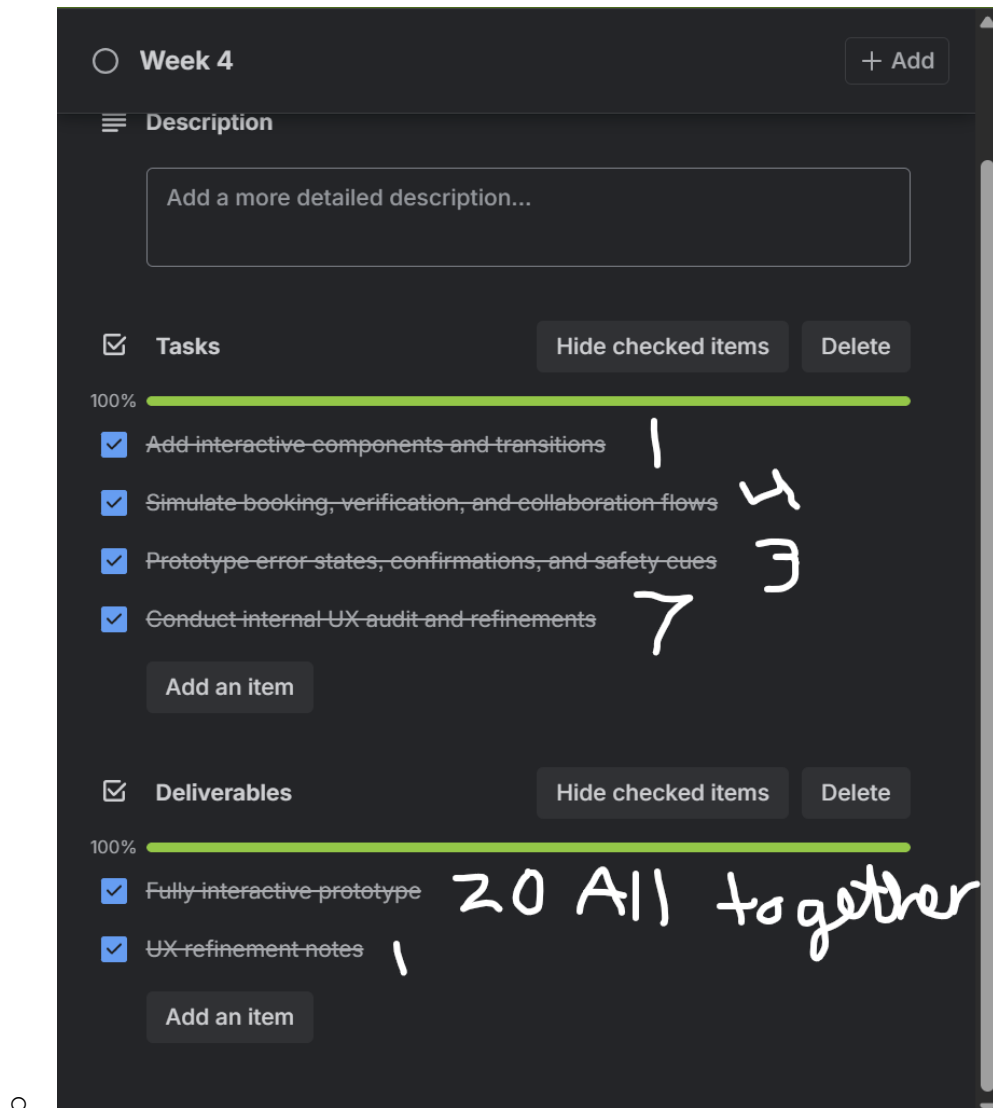 Week 4
+ Add
Description
Add a more detailed description...
Tasks
Hide checked items
Delete
100%
Add interactive components and transitions 1
Simulate booking, verification, and collaboration flows 4
Prototype error states, confirmations, and safety cues 3
Conduct internal UX audit and refinements 7
Add an item
Deliverables
Hide checked items
Delete
100%
Fully interactive prototype 20 All together
UX refinement notes 1
Add an item